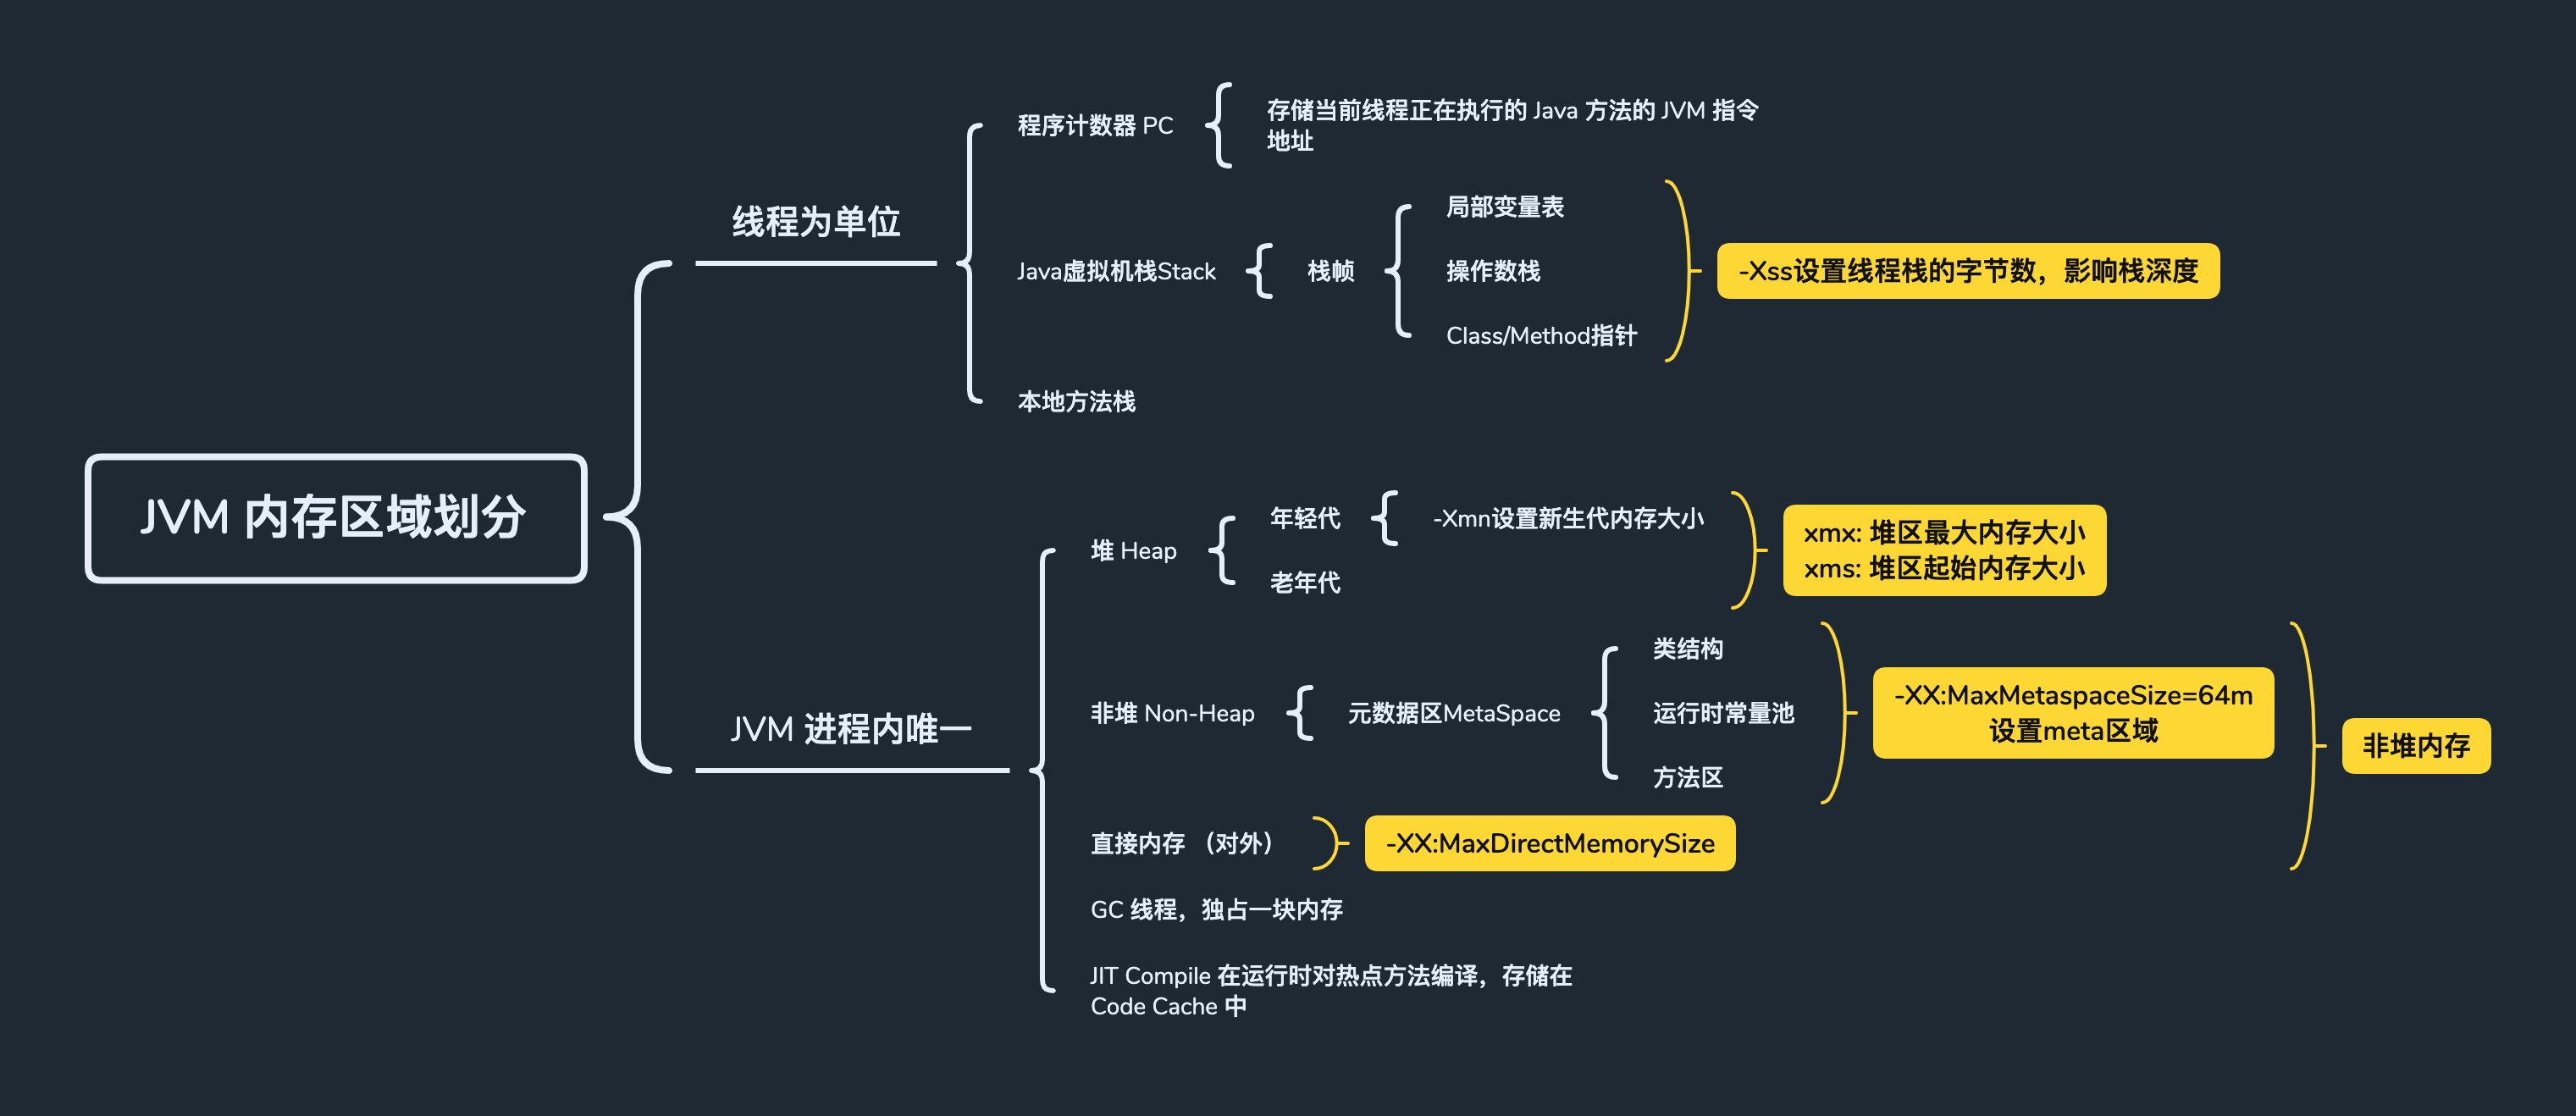 JVM 内存区域划分
线程为单位
程序计数器 PC
存储当前线程正在执行的 Java 方法的 JVM 指令
地址
Java虚拟机栈Stack
栈帧
局部变量表
操作数栈
Class/Method指针
-Xss设置线程栈的字节数，影响栈深度
本地方法栈
JVM 进程内唯一
堆 Heap
年轻代
-Xmn设置新生代内存大小
老年代
xmx: 堆区最大内存大小
xms: 堆区起始内存大小
非堆 Non-Heap
元数据区MetaSpace
类结构
运行时常量池
方法区
-XX:MaxMetaspaceSize=64m
设置meta区域
直接内存 （对外）
-XX:MaxDirectMemorySize
非堆内存
GC 线程，独占一块内存
JIT Compile 在运行时对热点方法编译，存储在
Code Cache 中